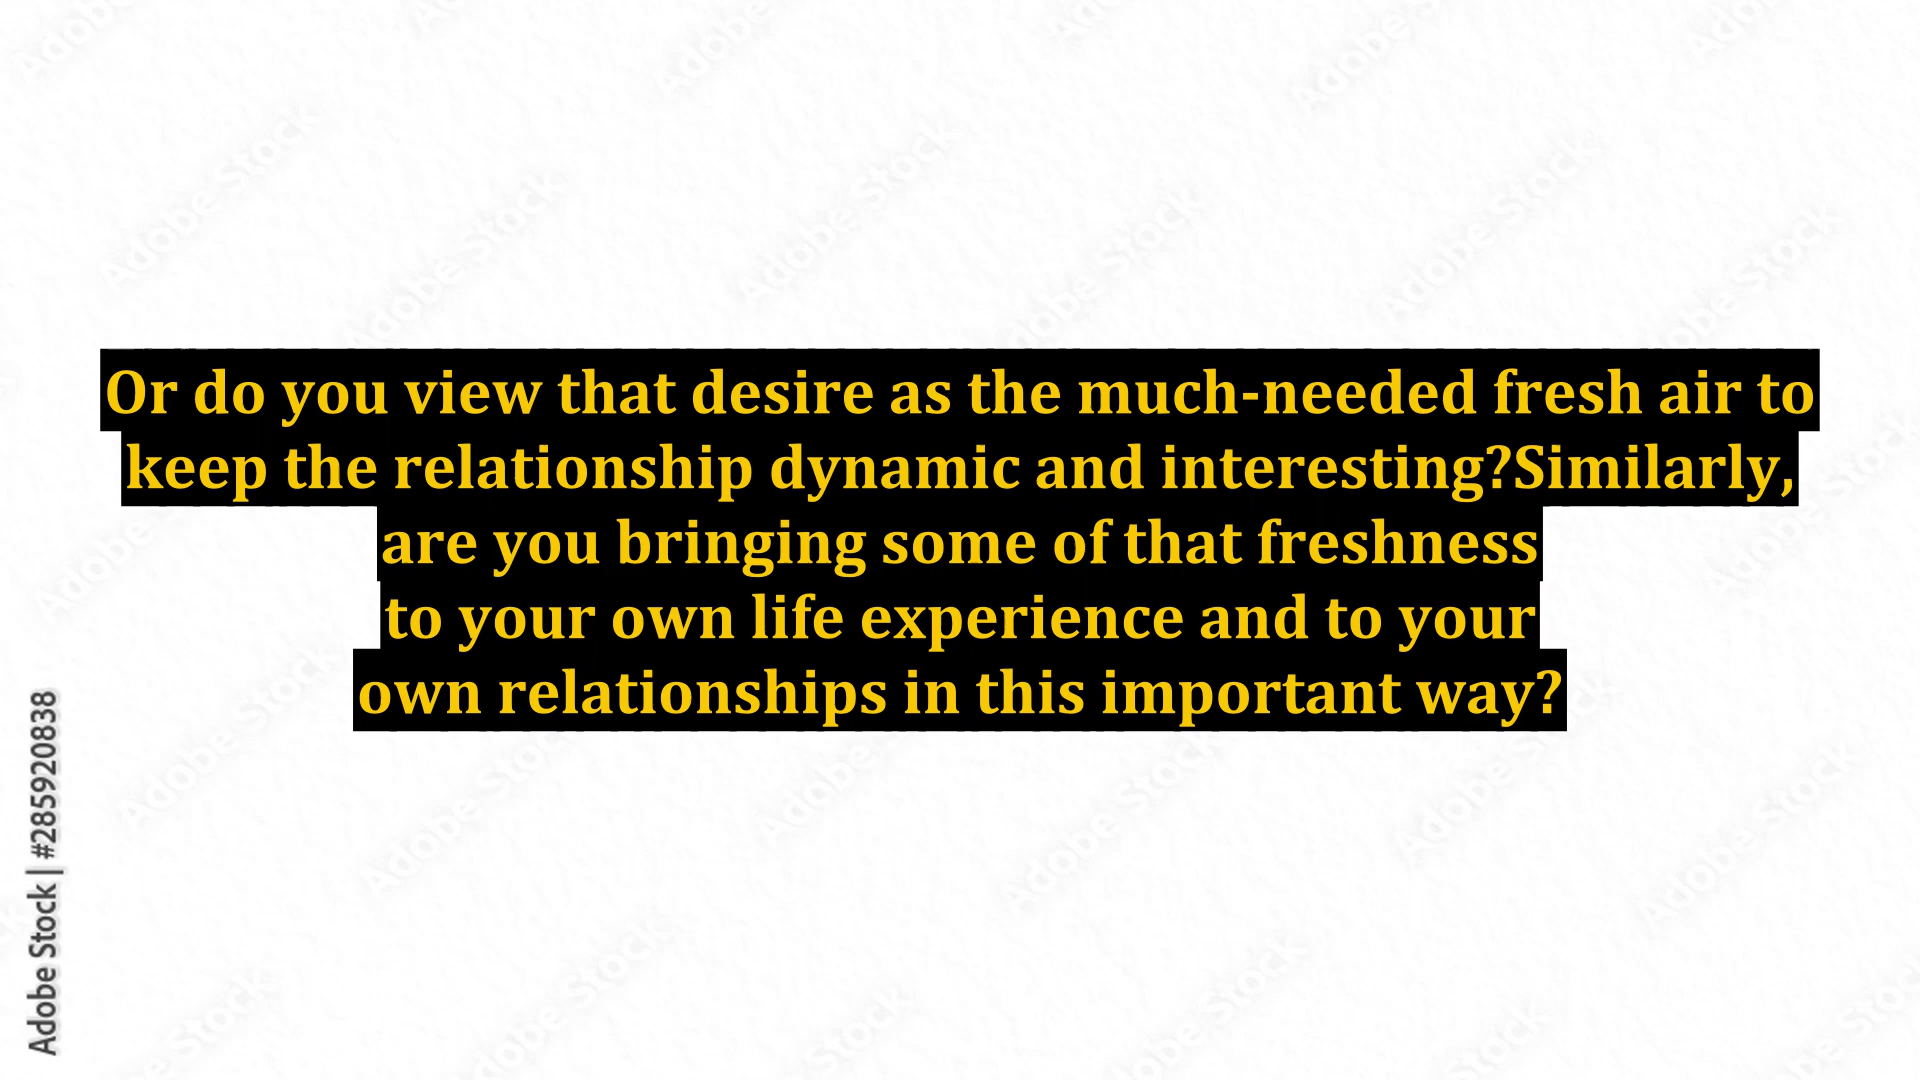 Or do you view that desire as the much-needed fresh air to
keep the relationship dynamic and interesting?Similarly,
are you bringing some of that freshness
to your own life experience and to your
own relationships in this important way?
Adobe Stock | #285920838